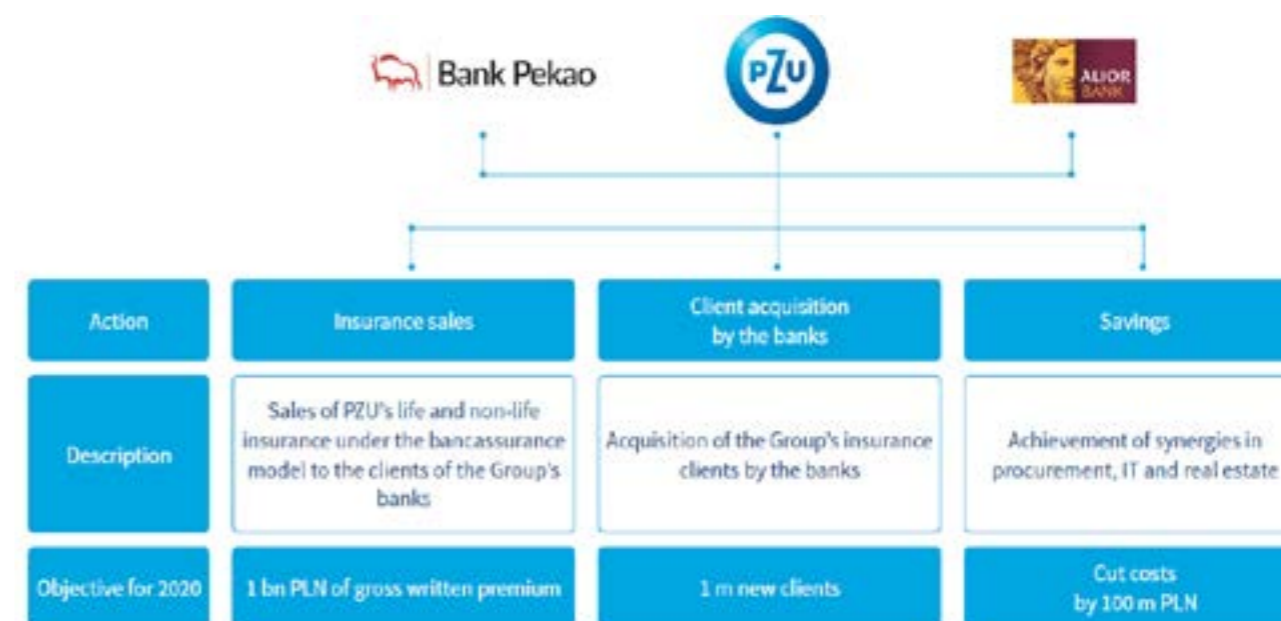 Bank Pekao
PZU
ALIOR
BANK
Action
Insurance sales
Client acquisition
by the banks
Savings
Description
Sales of PZU's life and non-life
insurance under the bancassurance
model to the clients of the Group's
banks
Acquisition of the Group's insurance
clients by the banks
Achievement of synergies in
procurement, IT and real estate
Objective for 2020
1 bn PLN of gross written premium
1 m new clients
Cut costs
by 100 m PLN